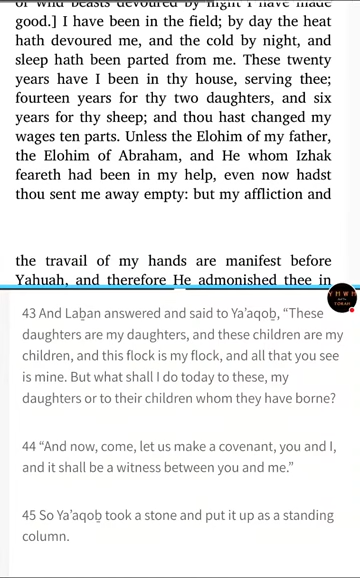 or wild beasts devoured by night I have made
good.] I have been in the field; by day the heat
hath devoured me, and the cold by night, and
sleep hath been parted from me. These twenty
years have I been in thy house, serving thee;
fourteen years for thy two daughters, and six
years for thy sheep; and thou hast changed my
wages ten parts. Unless the Elohim of my father,
the Elohim of Abraham, and He whom Izhak
feareth had been in my help, even now hadst
thou sent me away empty: but my affliction and
the travail of my hands are manifest before
Yahuah, and therefore He admonished thee in
43 And Laḇan answered and said to Ya’aqoḇ, “These
daughters are my daughters, and these children are my
children, and this flock is my flock, and all that you see
is mine. But what shall I do today to these, my
daughters or to their children whom they have borne?
44 “And now, come, let us make a covenant, you and I,
and it shall be a witness between you and me.”
45 So Ya’aqoḇ took a stone and put it up as a standing
column.